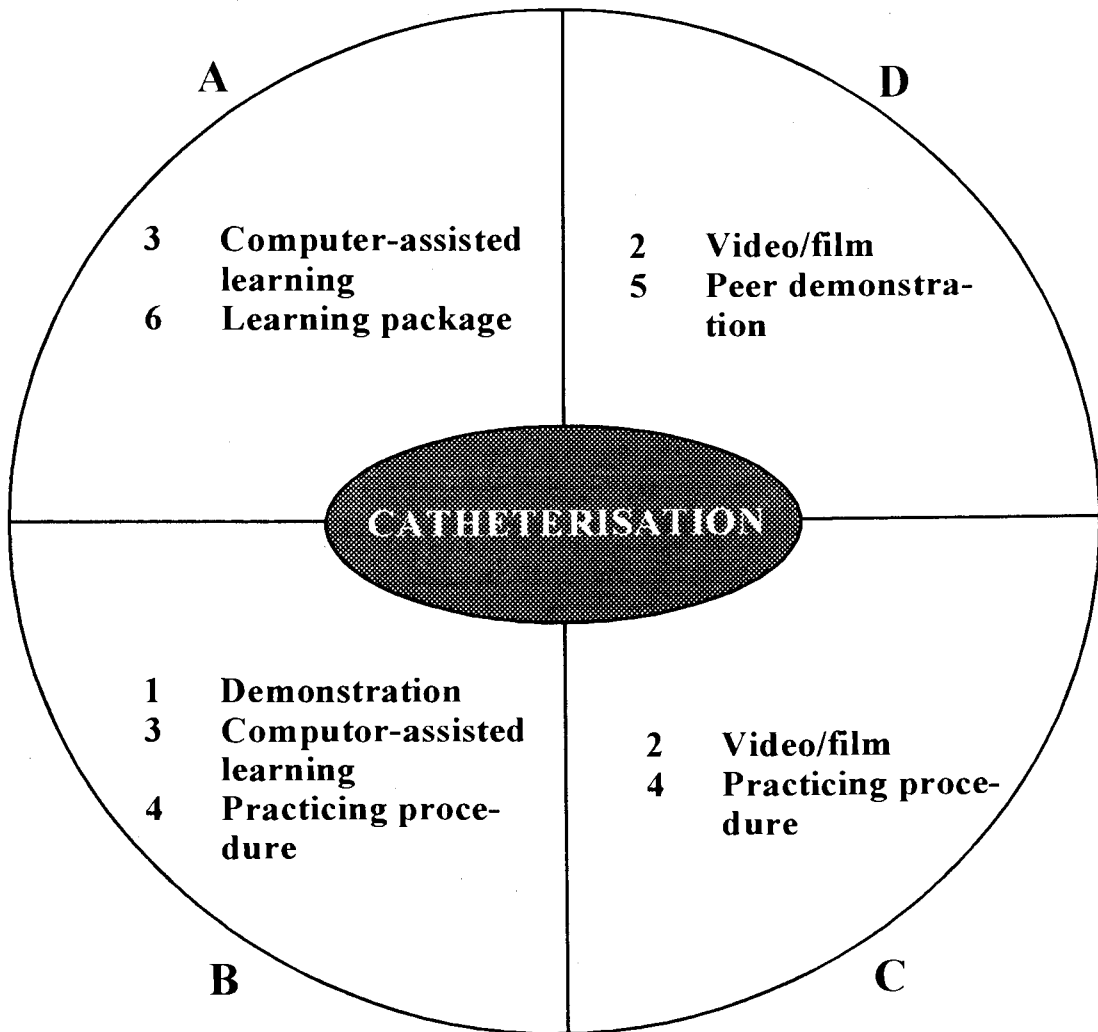 A
D
3 Computer-assisted
learning
6 Learning package
2 Video/film
5 Peer demonstra-
tion
CATHETERISATION
1 Demonstration
3 Computor-assisted
learning
4 Practicing proce-
dure
2 Video/film
4 Practicing proce-
dure
B
C